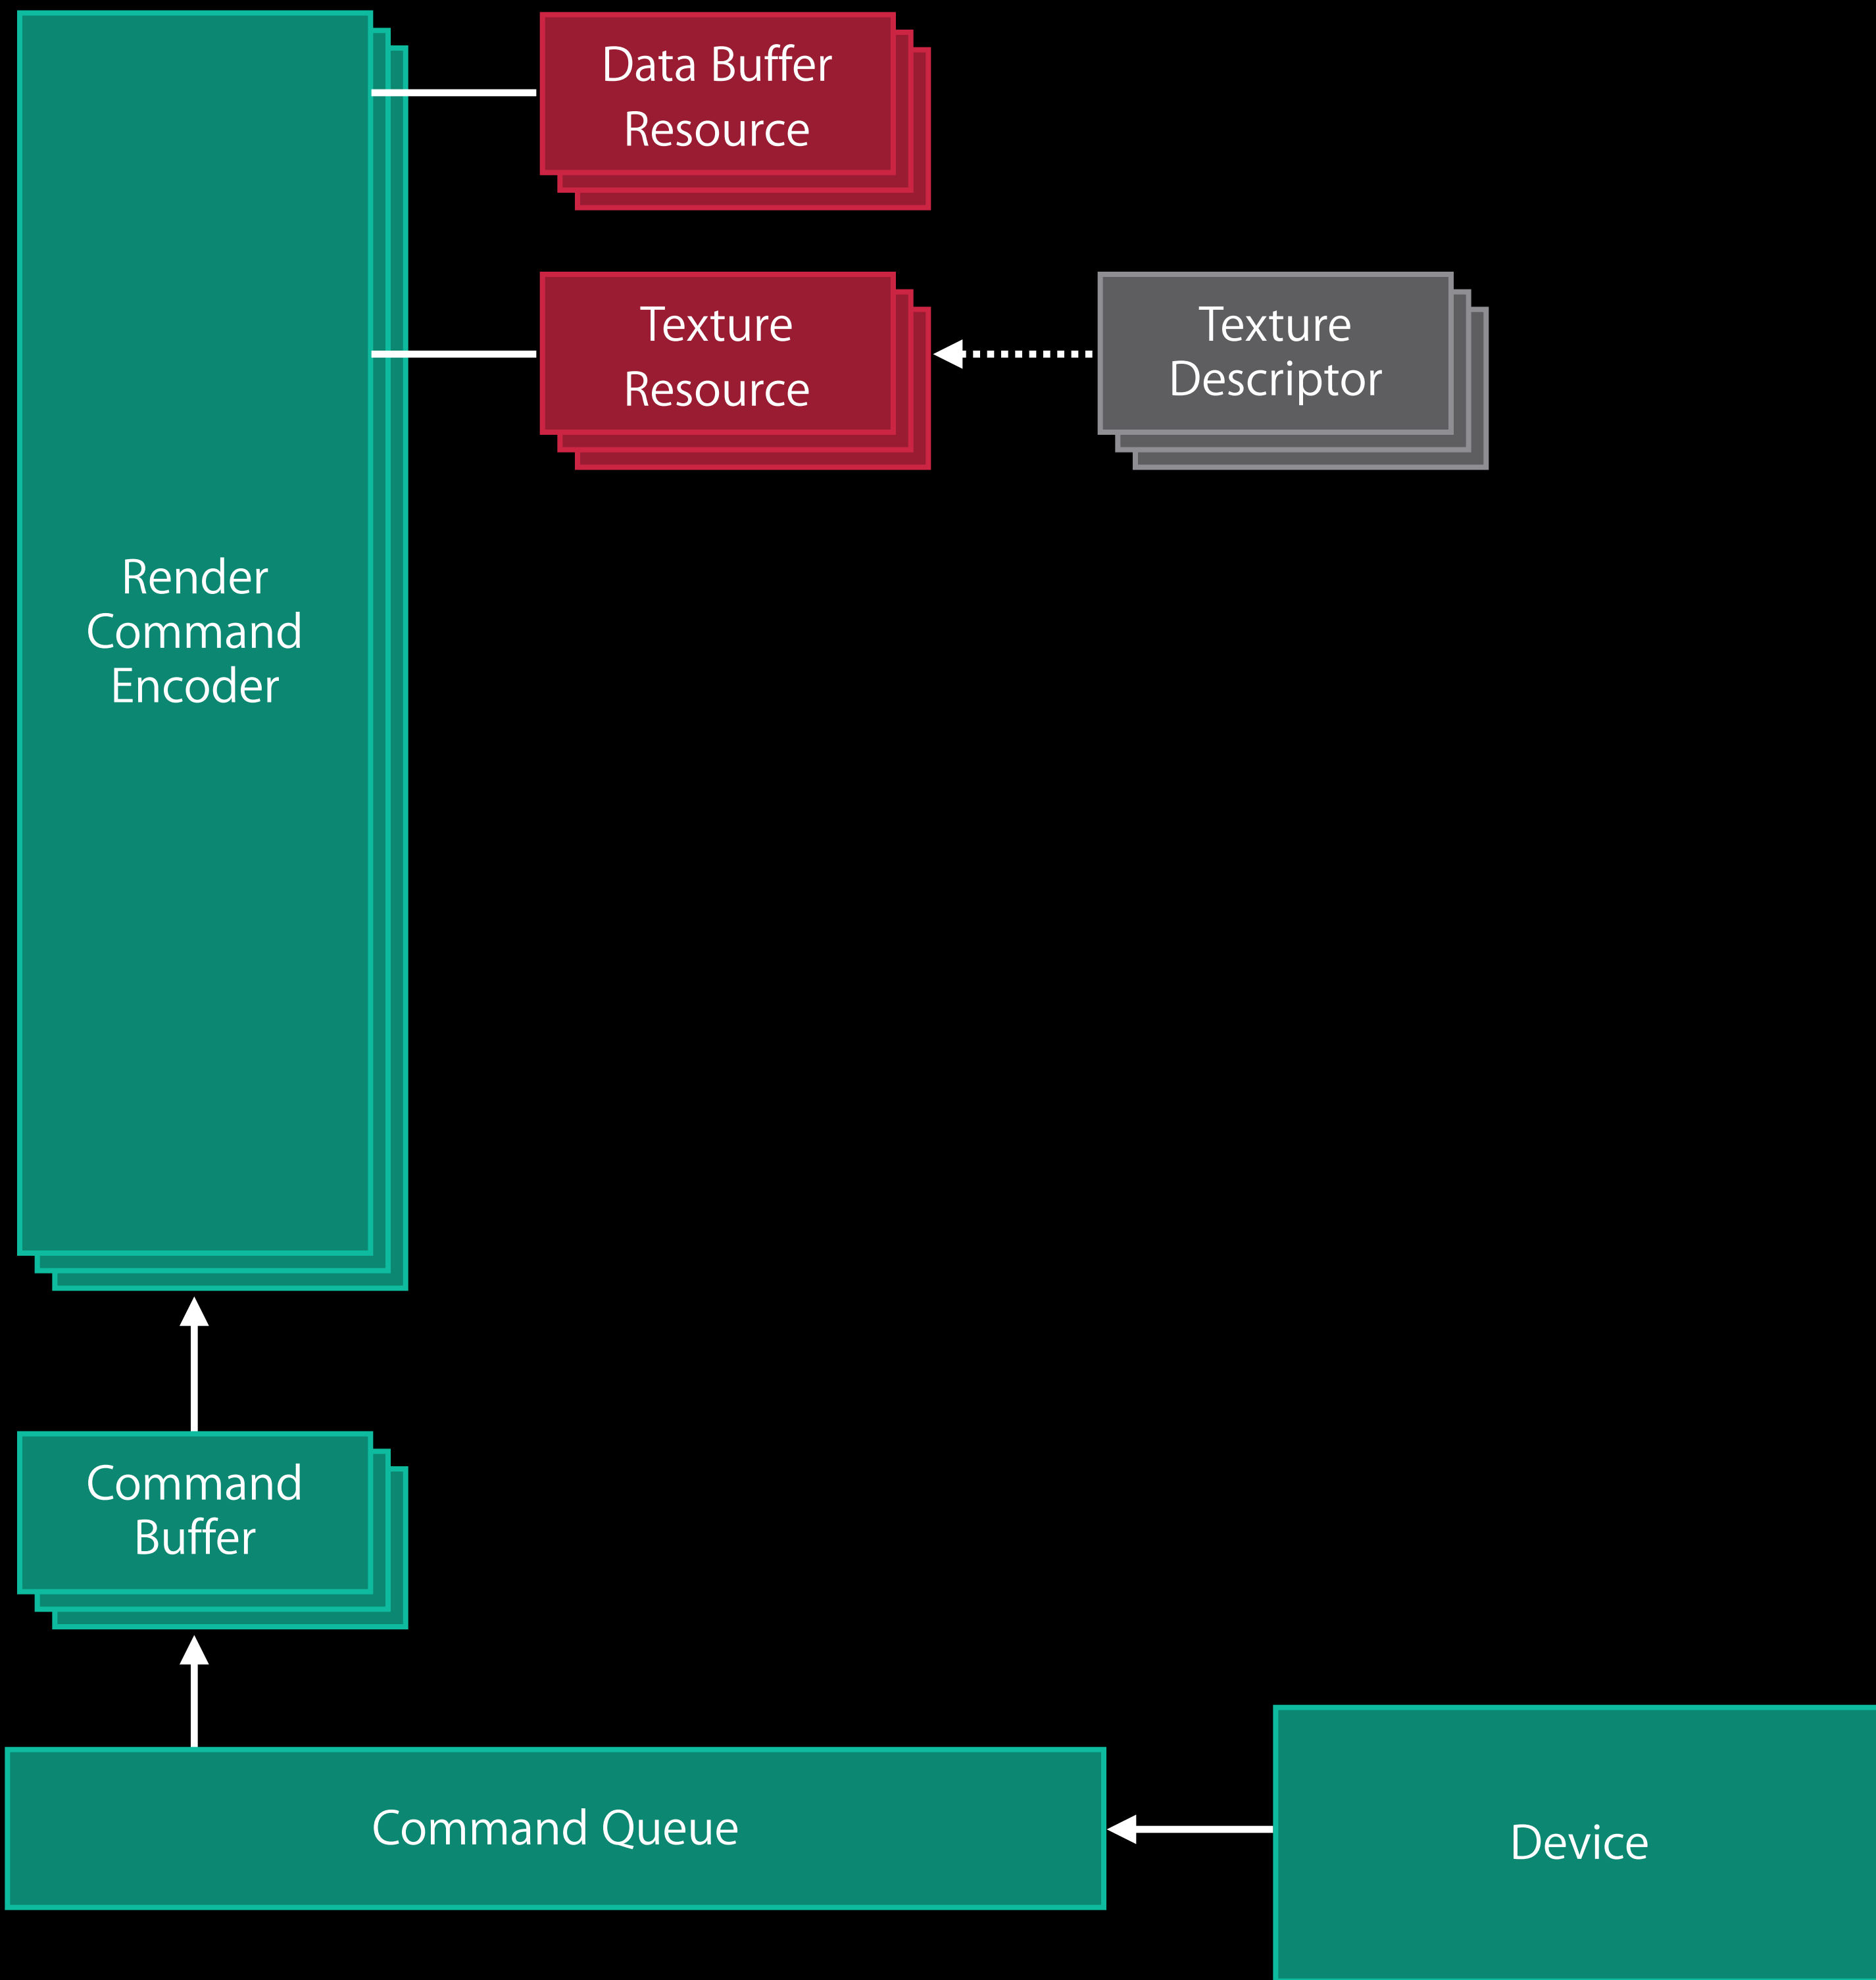 Data Buffer
Resource
Texture
Resource
Texture
Descriptor
Render
Command
Encoder
Command
Buffer
Command Queue
Device